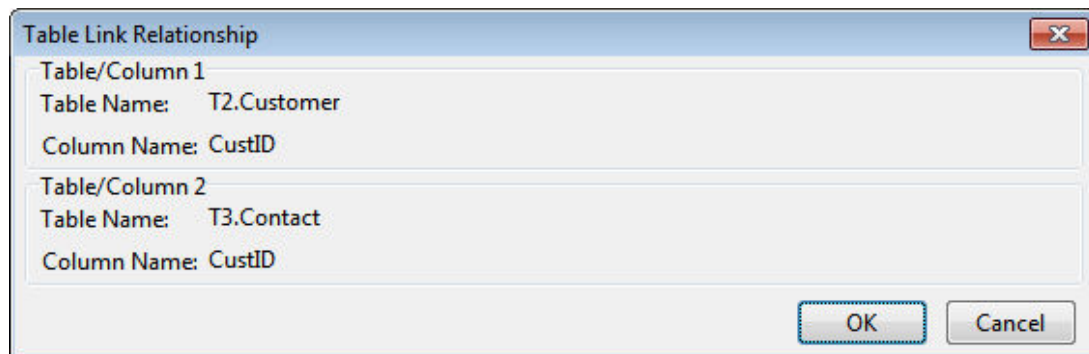 Table Link Relationship
Table/Column 1
Table Name: T2.Customer
Column Name: CustID
Table/Column 2
Table Name: T3.Contact
Column Name: CustID
OK Cancel